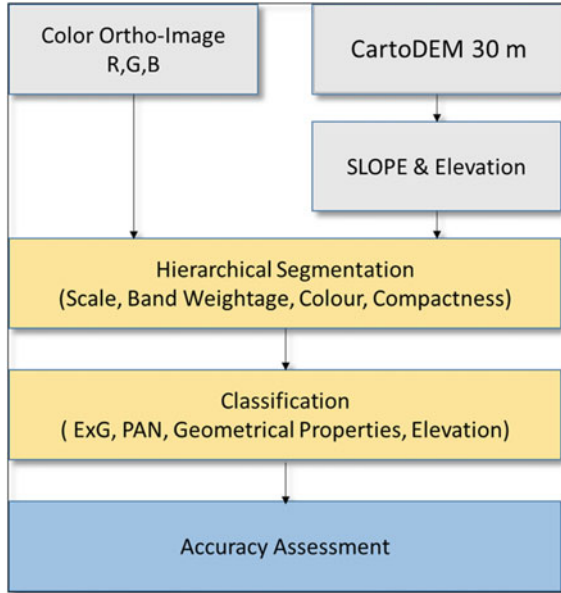 Color Ortho-Image
R,G,B
CartoDEM 30 m
SLOPE & Elevation
Hierarchical Segmentation
(Scale, Band Weightage, Colour, Compactness)
Classification
( ExG, PAN, Geometrical Properties, Elevation)
Accuracy Assessment